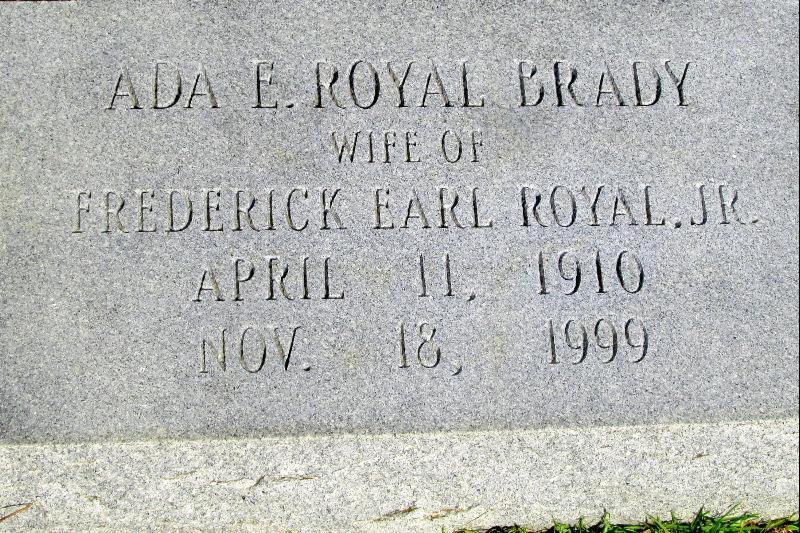 ADA E. ROYAL BRADY
WIFE OF
FREDERICK EARL ROYAL, JR.
APRIL 11, 1910
NOV. 18, 1999